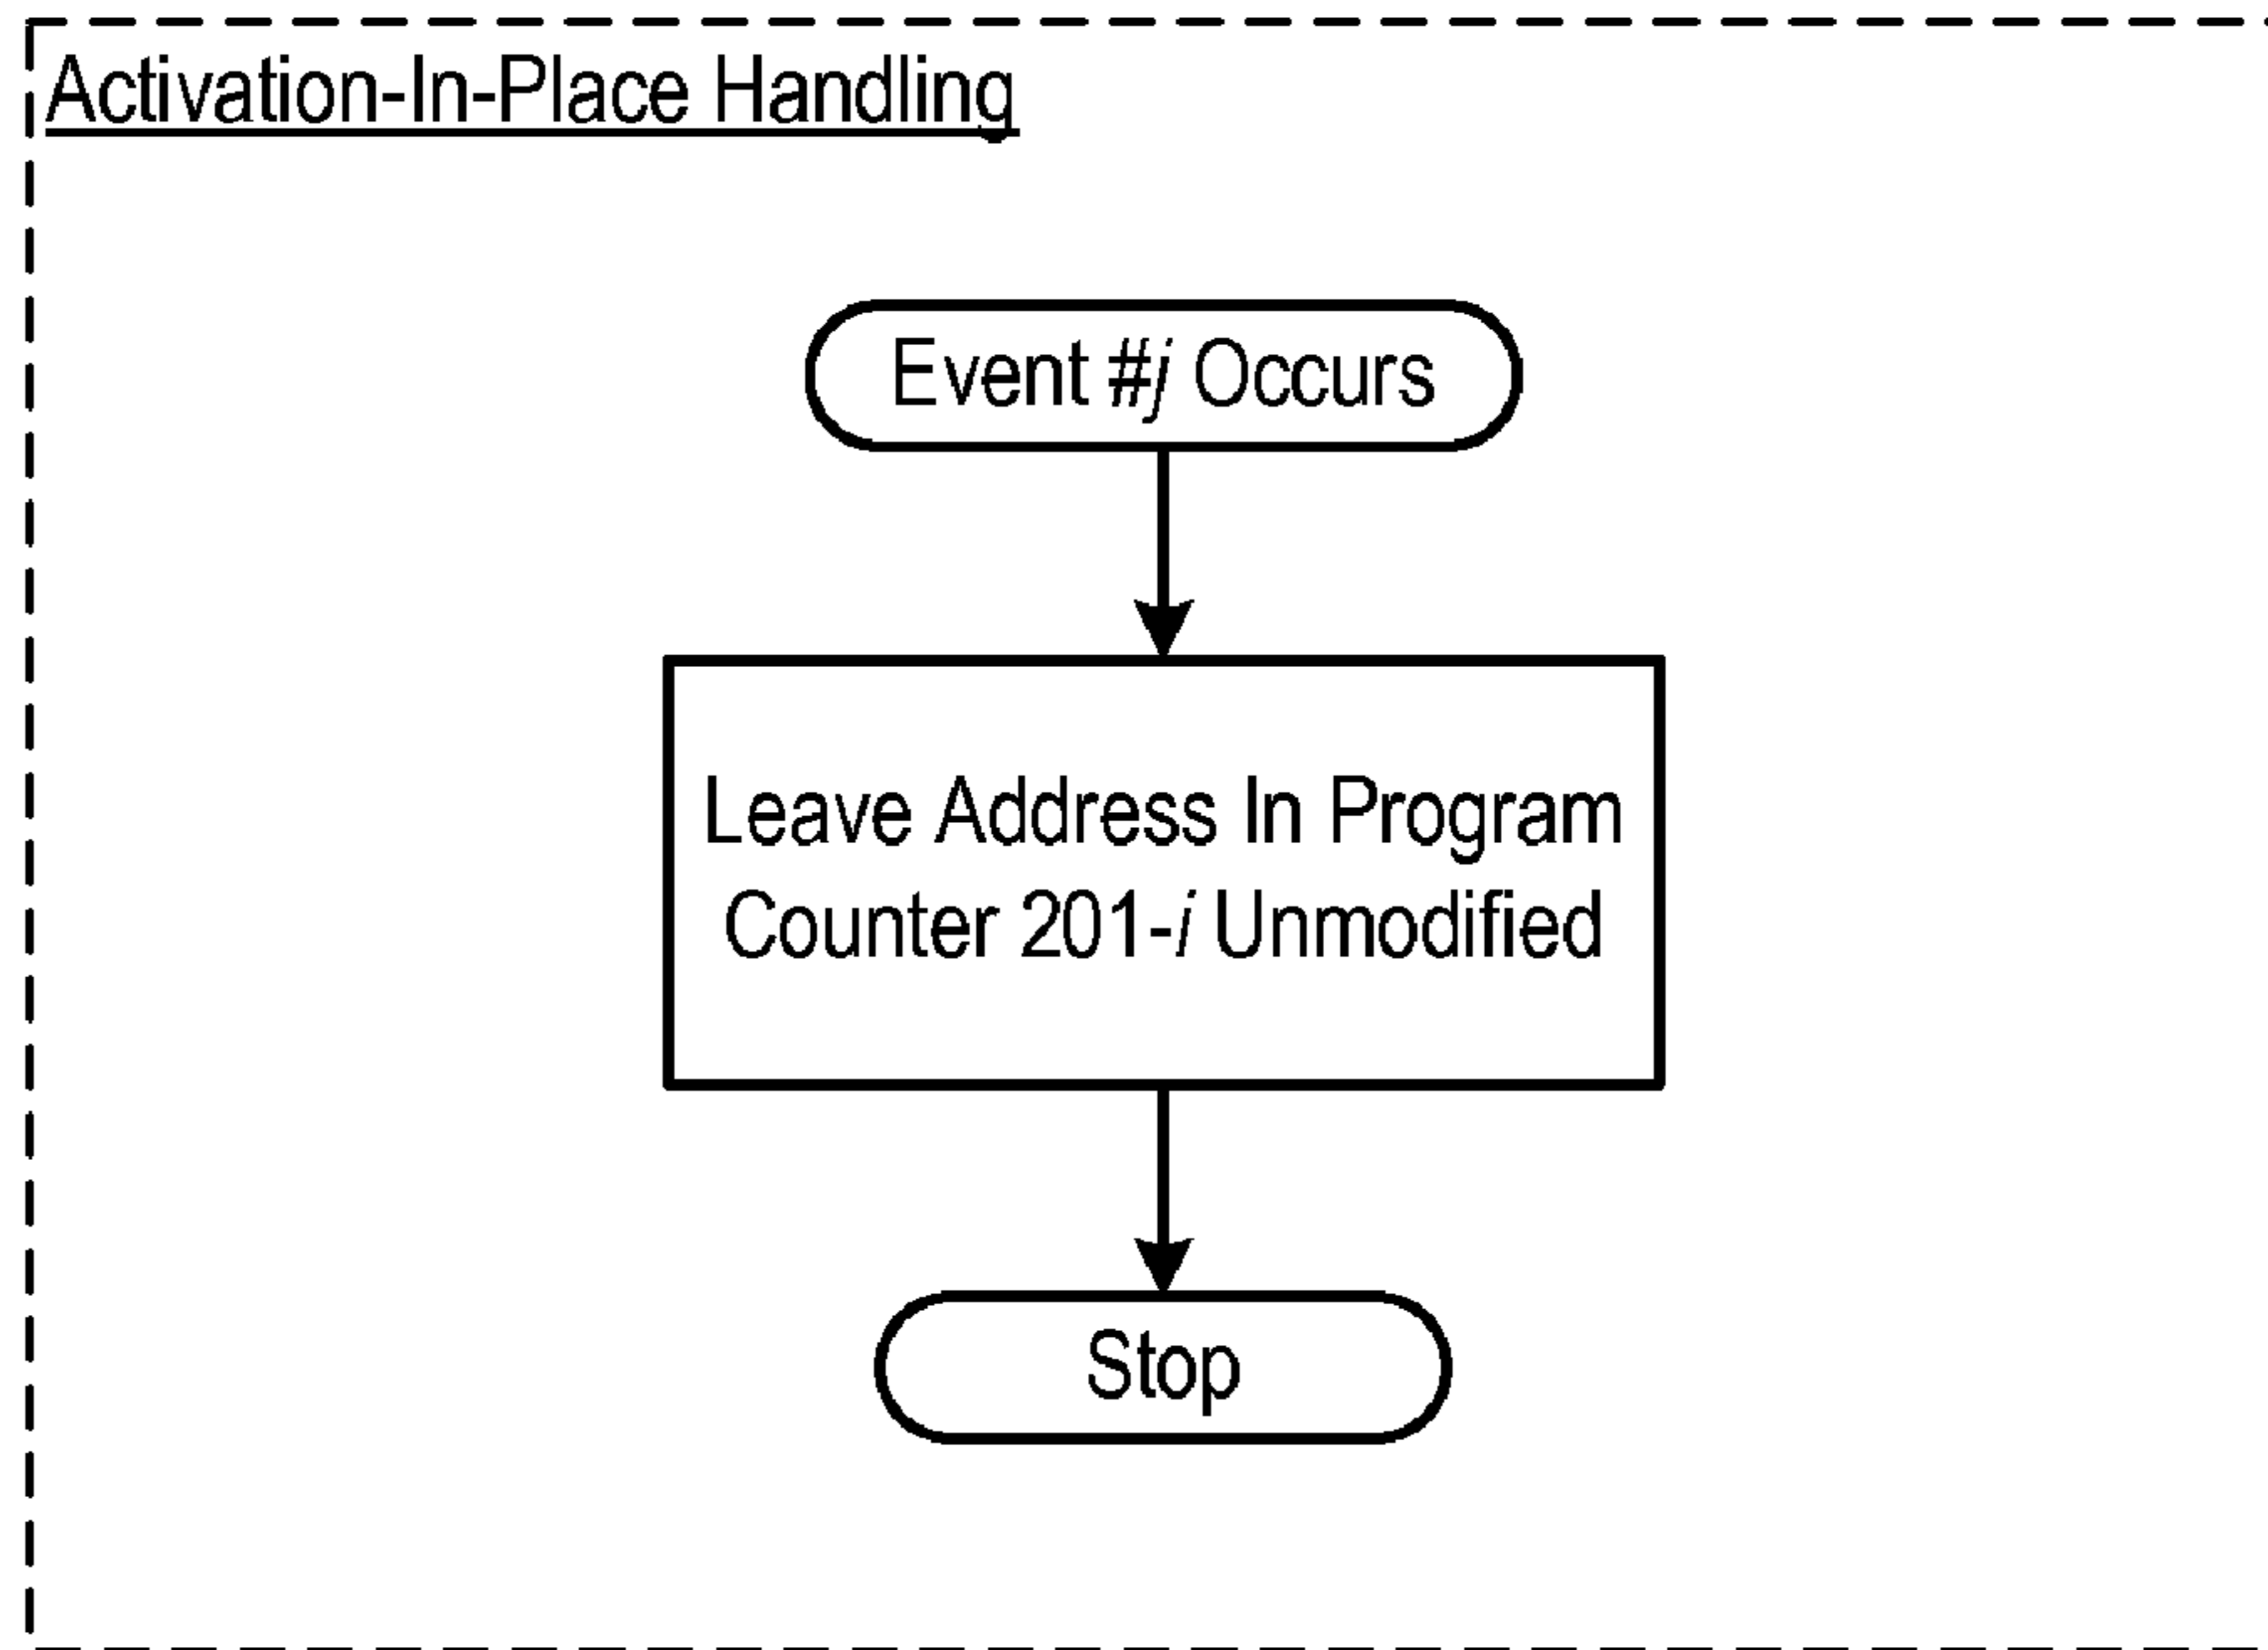 Activation-In-Place Handling
Event #j Occurs
Leave Address In Program
Counter 201-i Unmodified
Stop